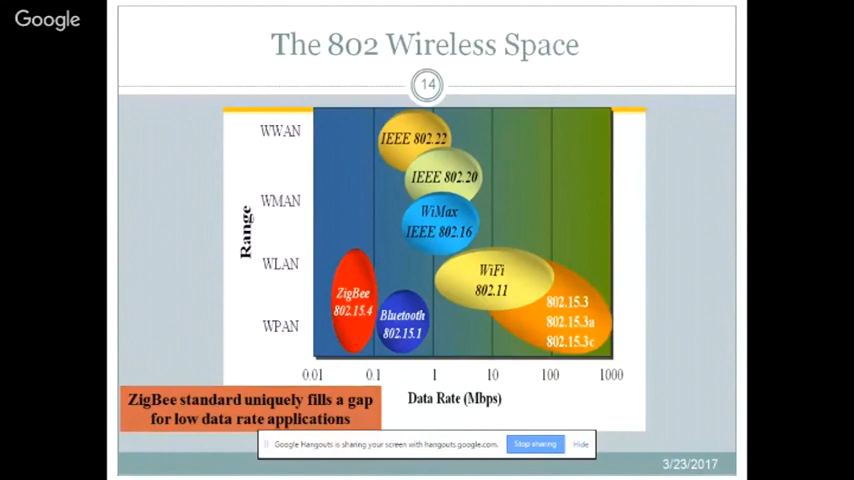 Google
The 802 Wireless Space
14
WWAN
IEEE 802.22
IEEE 802.20
WMAN
WiMax
IEEE 802.16
Range
WLAN
WiFi
802.11
ZigBee
802.15.4
Bluetooth
802.15.1
802.15.3
802.15.3a
802.15.3c
WPAN
0.01 0.1 1 10 100 1000
Data Rate (Mbps)
ZigBee standard uniquely fills a gap
for low data rate applications
Google Hangouts is sharing your screen with hangouts.google.com.
Stop sharing
Hide
3/23/2017